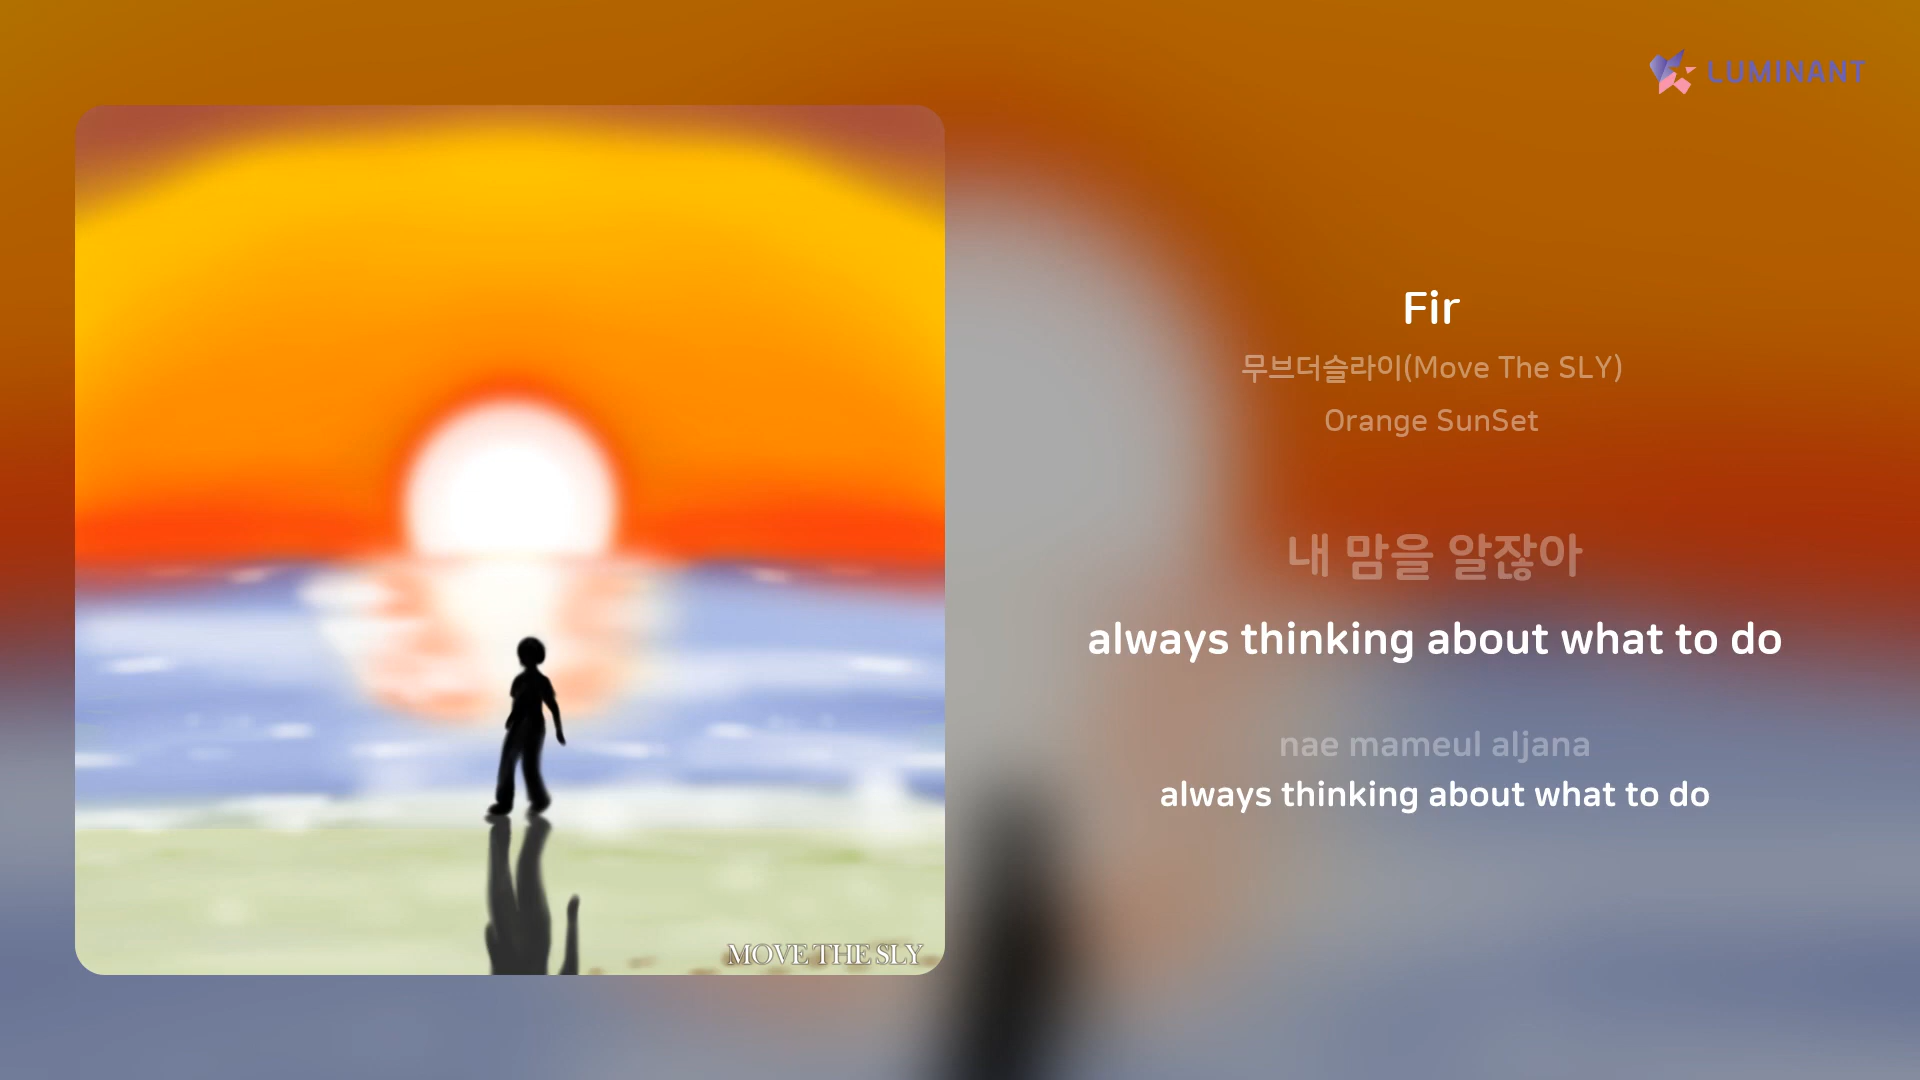 LUMINANT
Fir
무브더슬라이(Move The SLY)
Orange SunSet
내 맘을 알잖아
always thinking about what to do
nae mameul aljana
always thinking about what to do
MOVE THE SLY